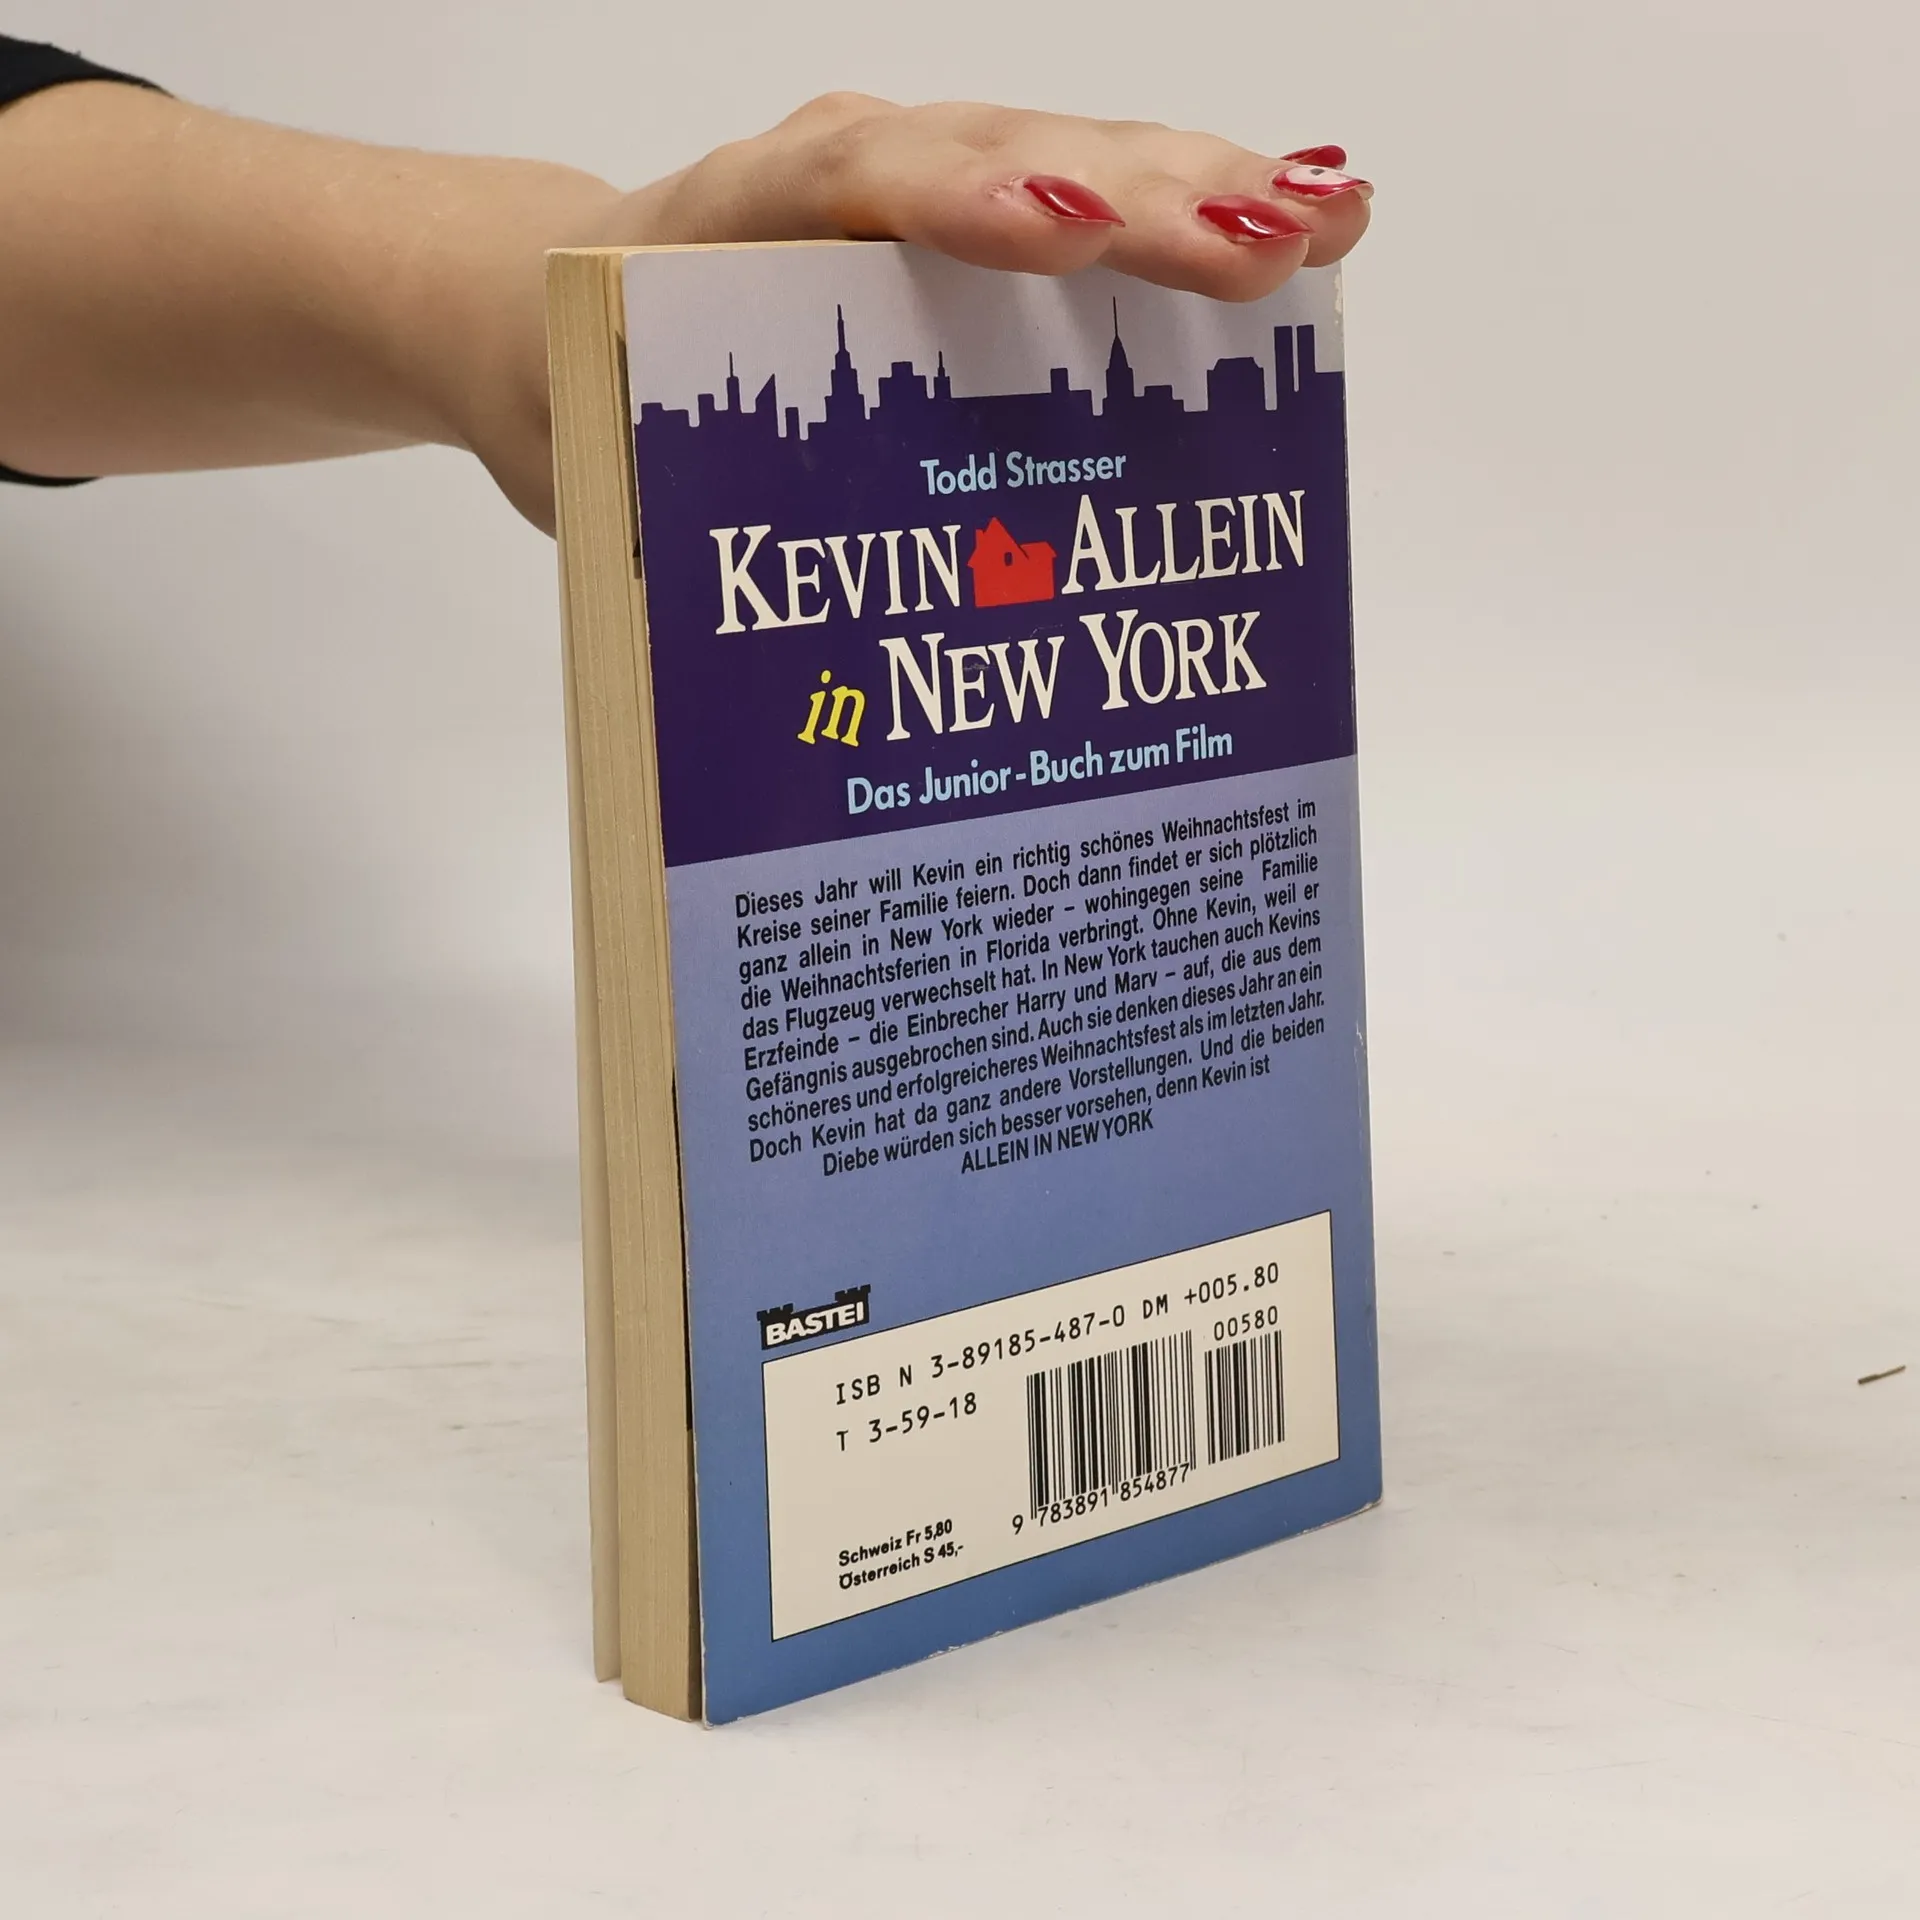 Todd Strasser
KEVIN ALLEIN
in NEW YORK
Das Junior-Buch zum Film
Dieses Jahr will Kevin ein richtig schönes Weihnachtsfest im
Kreise seiner Familie feiern. Doch dann findet er sich plötzlich
ganz allein in New York wieder – wohingegen seine Familie
die Weihnachtsferien in Florida verbringt. Ohne Kevin, weil er
das Flugzeug verwechselt hat. In New York tauchen auch Kevins
Erzfeinde – die Einbrecher Harry und Marv – auf, die aus dem
Gefängnis ausgebrochen sind. Auch sie denken dieses Jahr an ein
schöneres und erfolgreicheres Weihnachtsfest als im letzten Jahr.
Doch Kevin hat da ganz andere Vorstellungen. Und die beiden
Diebe würden sich besser vorsehen, denn Kevin ist
ALLEIN IN NEW YORK
BASTEI
ISB N 3-89185-487-0 DM +005.80
T 3-59-18
00580
9 783891 854877
Schweiz Fr 5,80
Österreich S 45,-